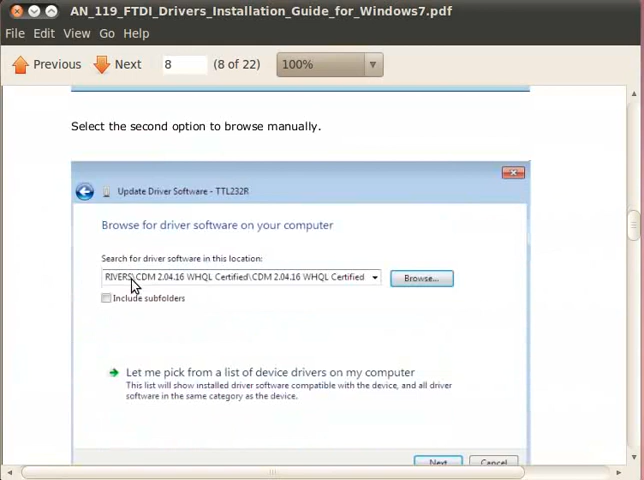 AN_119_FTDI_Drivers_Installation_Guide_for_Windows7.pdf
File Edit View Go Help
Previous Next 8 (8 of 22) 100%
Select the second option to browse manually.
Update Driver Software - TTL232R
Browse for driver software on your computer
Search for driver software in this location:
RIVERS\CDM 2.04.16 WHQL Certified\CDM 2.04.16 WHQL Certified Browse...
Include subfolders
Let me pick from a list of device drivers on my computer
This list will show installed driver software compatible with the device, and all driver
software in the same category as the device.
Next Cancel